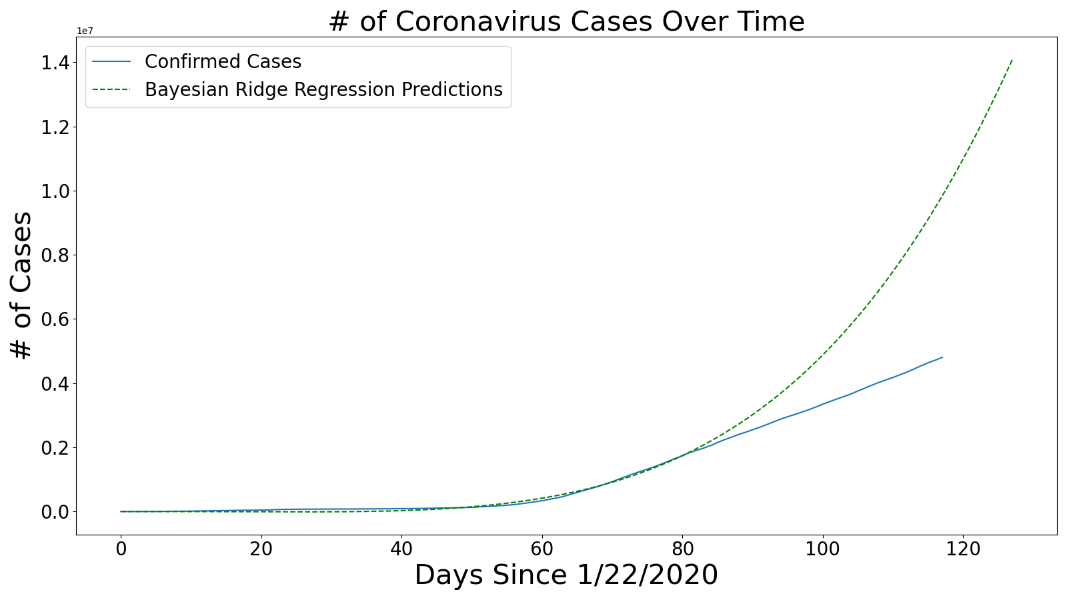 # of Coronavirus Cases Over Time
1e7
Confirmed Cases
Bayesian Ridge Regression Predictions
1.4
1.2
1.0
0.8
0.6
0.4
0.2
0.0
# of Cases
0 20 40 60 80 100 120
Days Since 1/22/2020